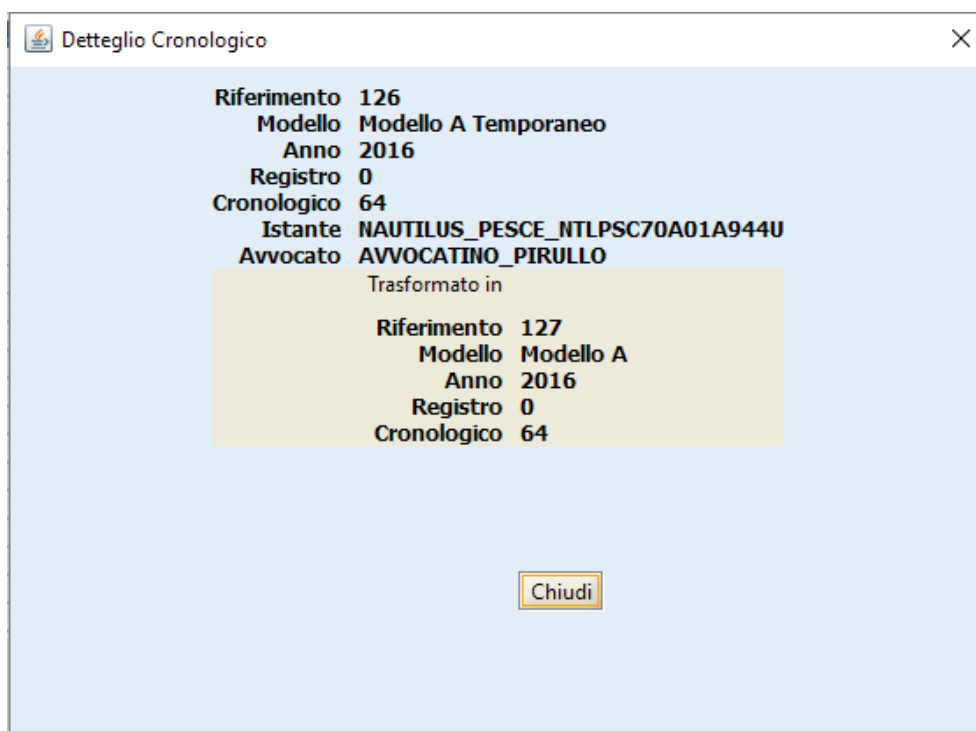 Detteglio Cronologico
Riferimento 126
Modello Modello A Temporaneo
Anno 2016
Registro 0
Cronologico 64
Istante NAUTILUS_PESCE_NTLPSC70A01A944U
Avvocato AVVOCATINO_PIRULLO
Trasformato in
Riferimento 127
Modello Modello A
Anno 2016
Registro 0
Cronologico 64
Chiudi